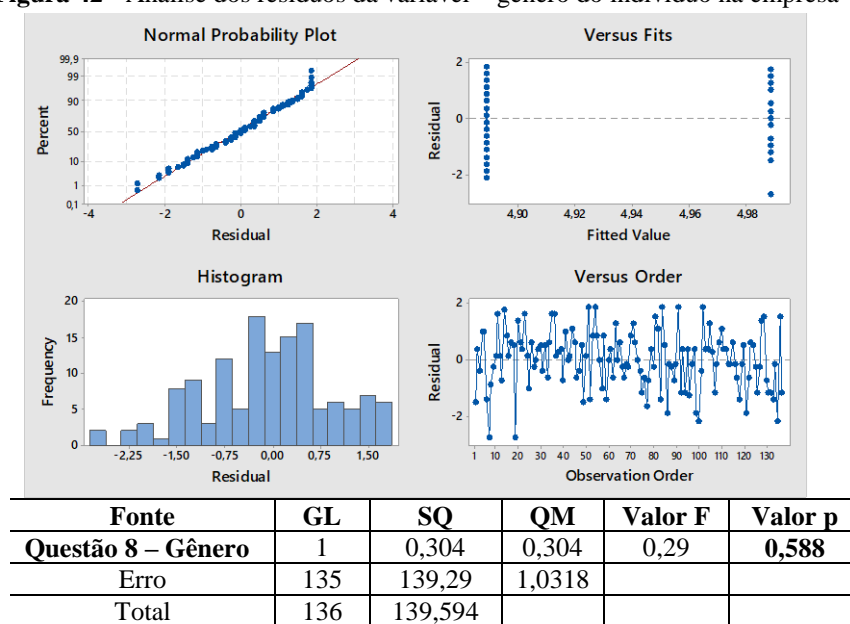 Figura 42 - Análise dos resíduos da variável – gênero do indivíduo na empresa
Normal Probability Plot
99,9
99
90
50
10
1
0,1
Percent
-4 -2 0 2 4
Residual
Versus Fits
2
0
-2
Residual
4,90 4,92 4,94 4,96 4,98
Fitted Value
Histogram
20
15
10
5
0
Frequency
-2,25 -1,50 -0,75 0,00 0,75 1,50
Residual
Versus Order
2
0
-2
Residual
1 10 20 30 40 50 60 70 80 90 100 110 120 130
Observation Order
Fonte GL SQ QM Valor F Valor p
Questão 8 – Gênero 1 0,304 0,304 0,29 0,588
Erro 135 139,29 1,0318
Total 136 139,594